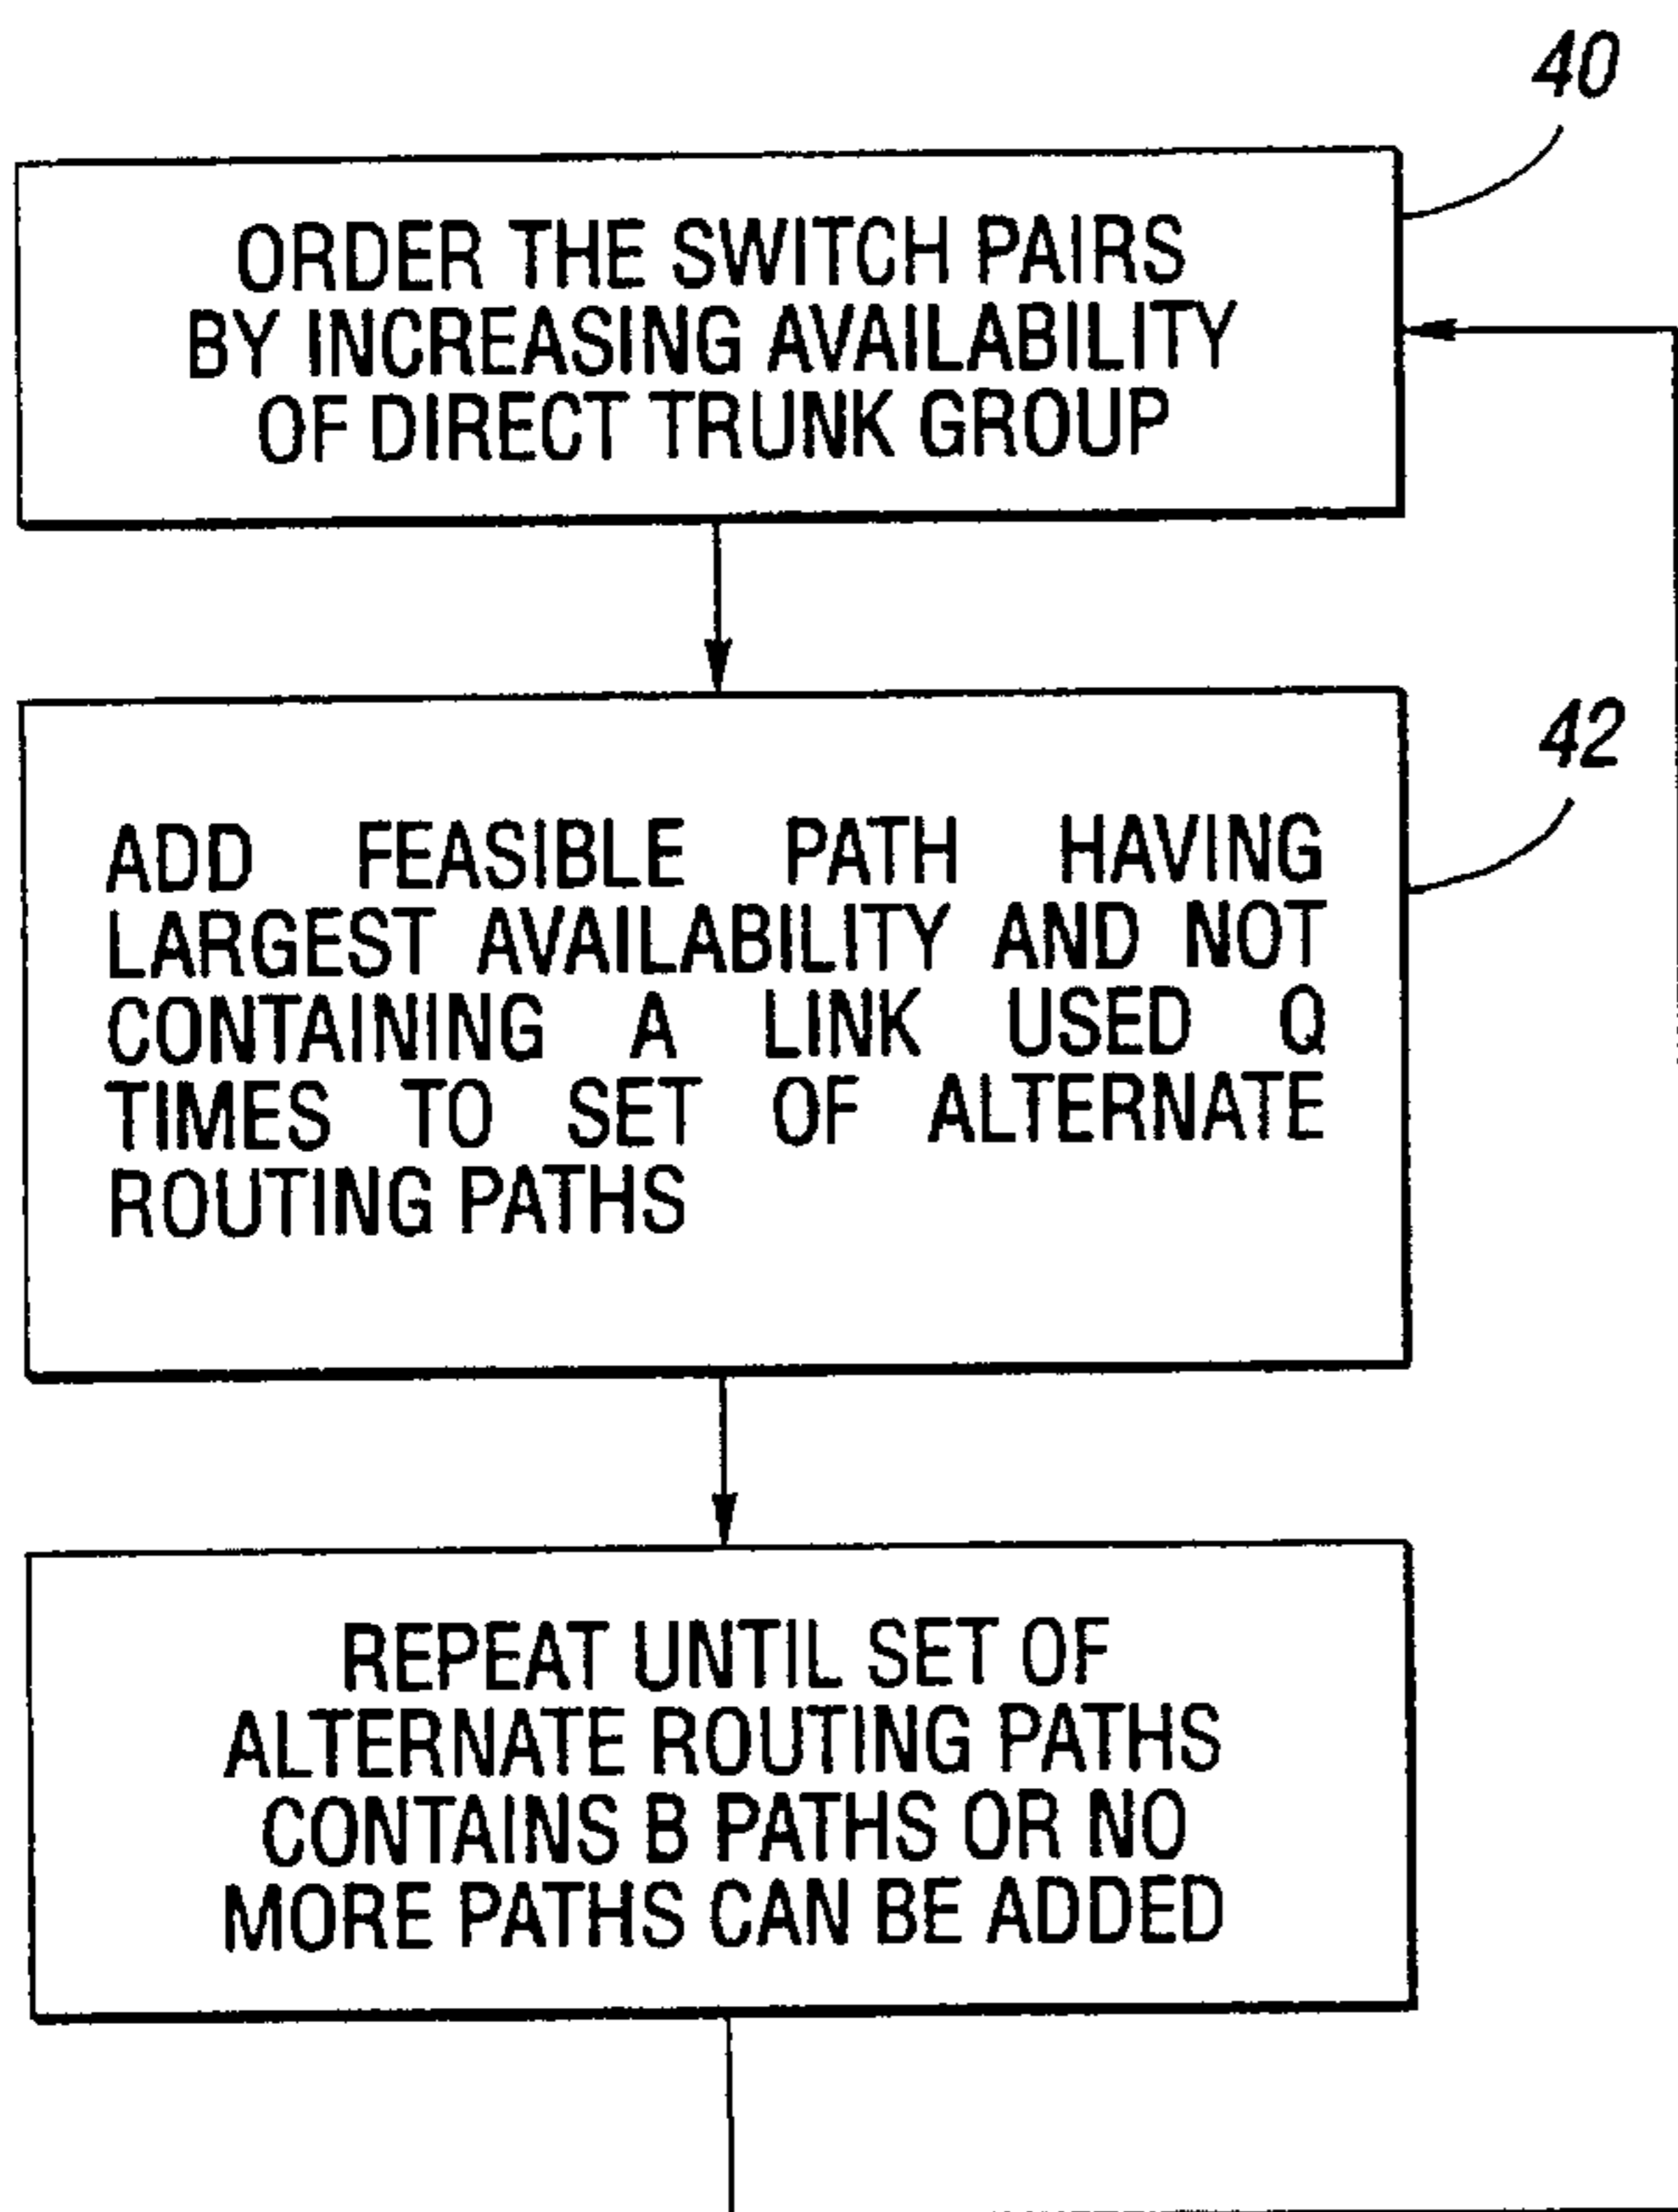 40
ORDER THE SWITCH PAIRS
BY INCREASING AVAILABILITY
OF DIRECT TRUNK GROUP
42
ADD FEASIBLE PATH HAVING
LARGEST AVAILABILITY AND NOT
CONTAINING A LINK USED Q
TIMES TO SET OF ALTERNATE
ROUTING PATHS
REPEAT UNTIL SET OF
ALTERNATE ROUTING PATHS
CONTAINS B PATHS OR NO
MORE PATHS CAN BE ADDED